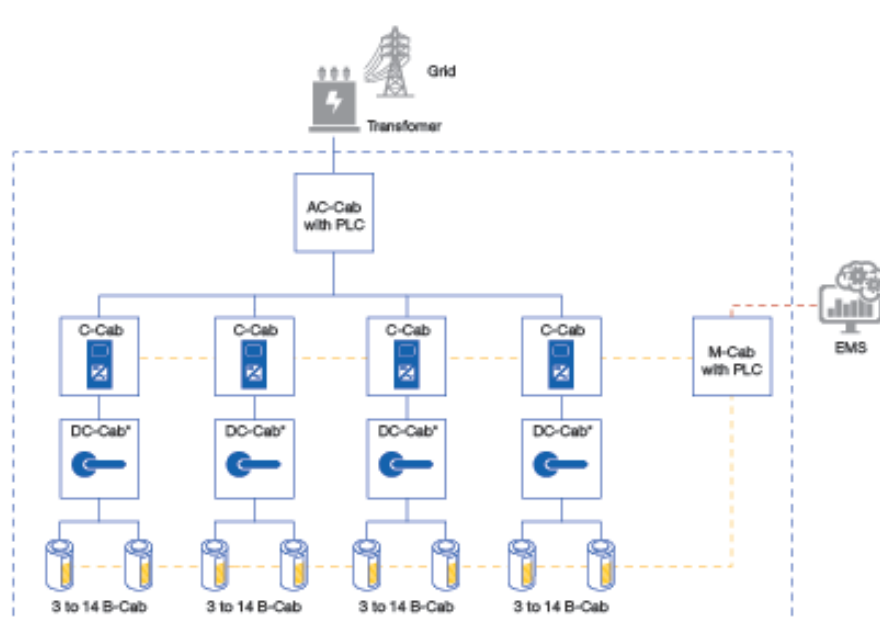 Grid
Transfomer
AC-Cab
with PLC
C-Cab
C-Cab
C-Cab
C-Cab
M-Cab
with PLC
EMS
DC-Cab*
DC-Cab*
DC-Cab*
DC-Cab*
3 to 14 B-Cab
3 to 14 B-Cab
3 to 14 B-Cab
3 to 14 B-Cab